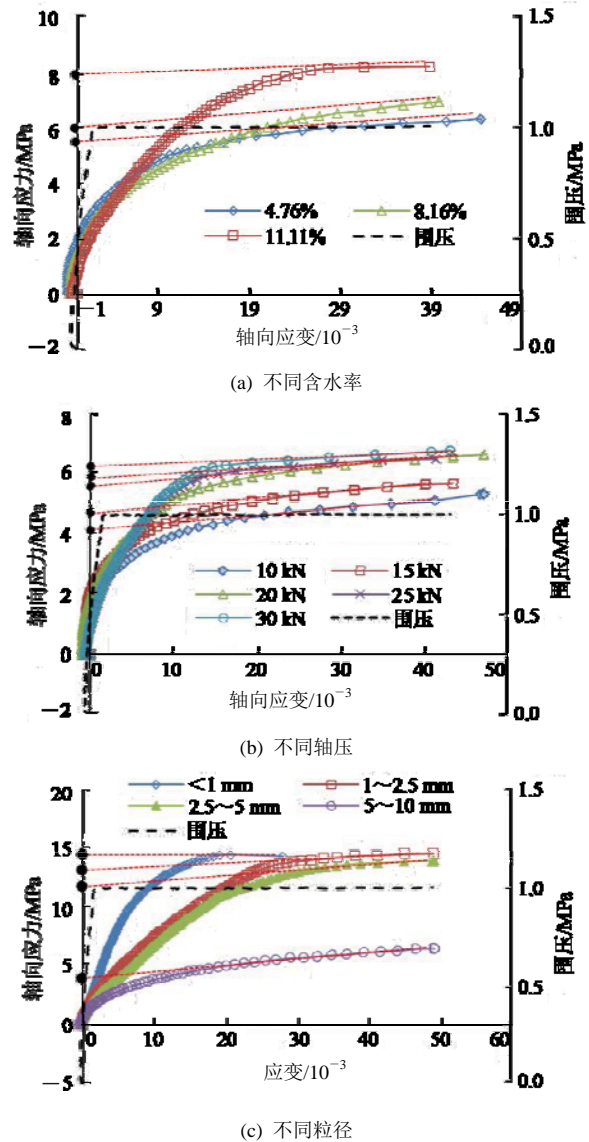 10
8
6
4
2
0
−2
轴向应力/MPa
1.5
1.0
0.5
0.0
围压/MPa
4.76%
8.16%
11.11%
围压
−1
9
19
29
39
49
轴向应变/10⁻³
(a) 不同含水率
8
6
4
2
0
−2
轴向应力/MPa
1.5
1.0
0.5
0.0
围压/MPa
10 kN
15 kN
20 kN
25 kN
30 kN
围压
0
10
20
30
40
50
轴向应变/10⁻³
(b) 不同轴压
20
15
10
5
0
−5
轴向应力/MPa
1.5
1.0
0.5
0.0
围压/MPa
<1 mm
1～2.5 mm
2.5～5 mm
5～10 mm
围压
0
10
20
30
40
50
60
应变/10⁻³
(c) 不同粒径